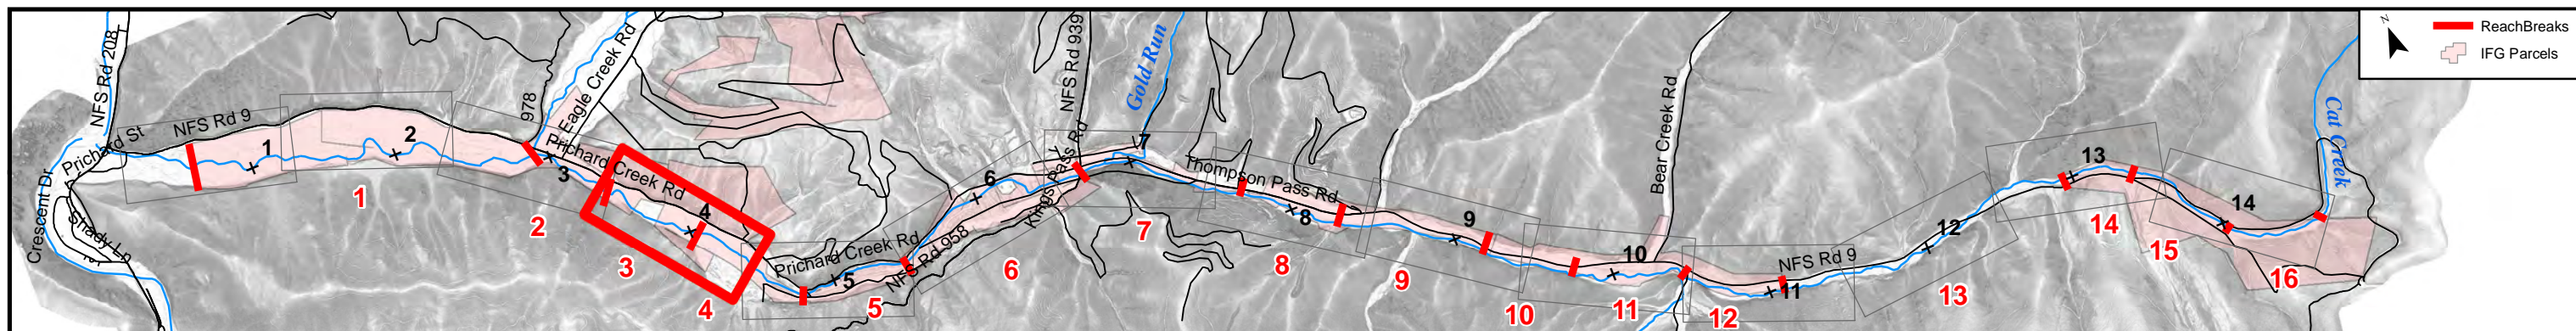 NFS Rd 208
Crescent Dr
Prichard St
Shady Ln
NFS Rd 9
1
2
1
978
Eagle Creek Rd
Prichard Creek Rd
3
2
4
3
4
Prichard Creek Rd
5
NFS Rd 958
5
6
Kings Pass Rd
6
NFS Rd 939
Gold Run
7
7
Thompson Pass Rd
8
8
9
9
10
Bear Creek Rd
10
11
12
NFS Rd 9
11
12
13
13
14
14
15
16
Cat Creek
N
ReachBreaks
IFG Parcels